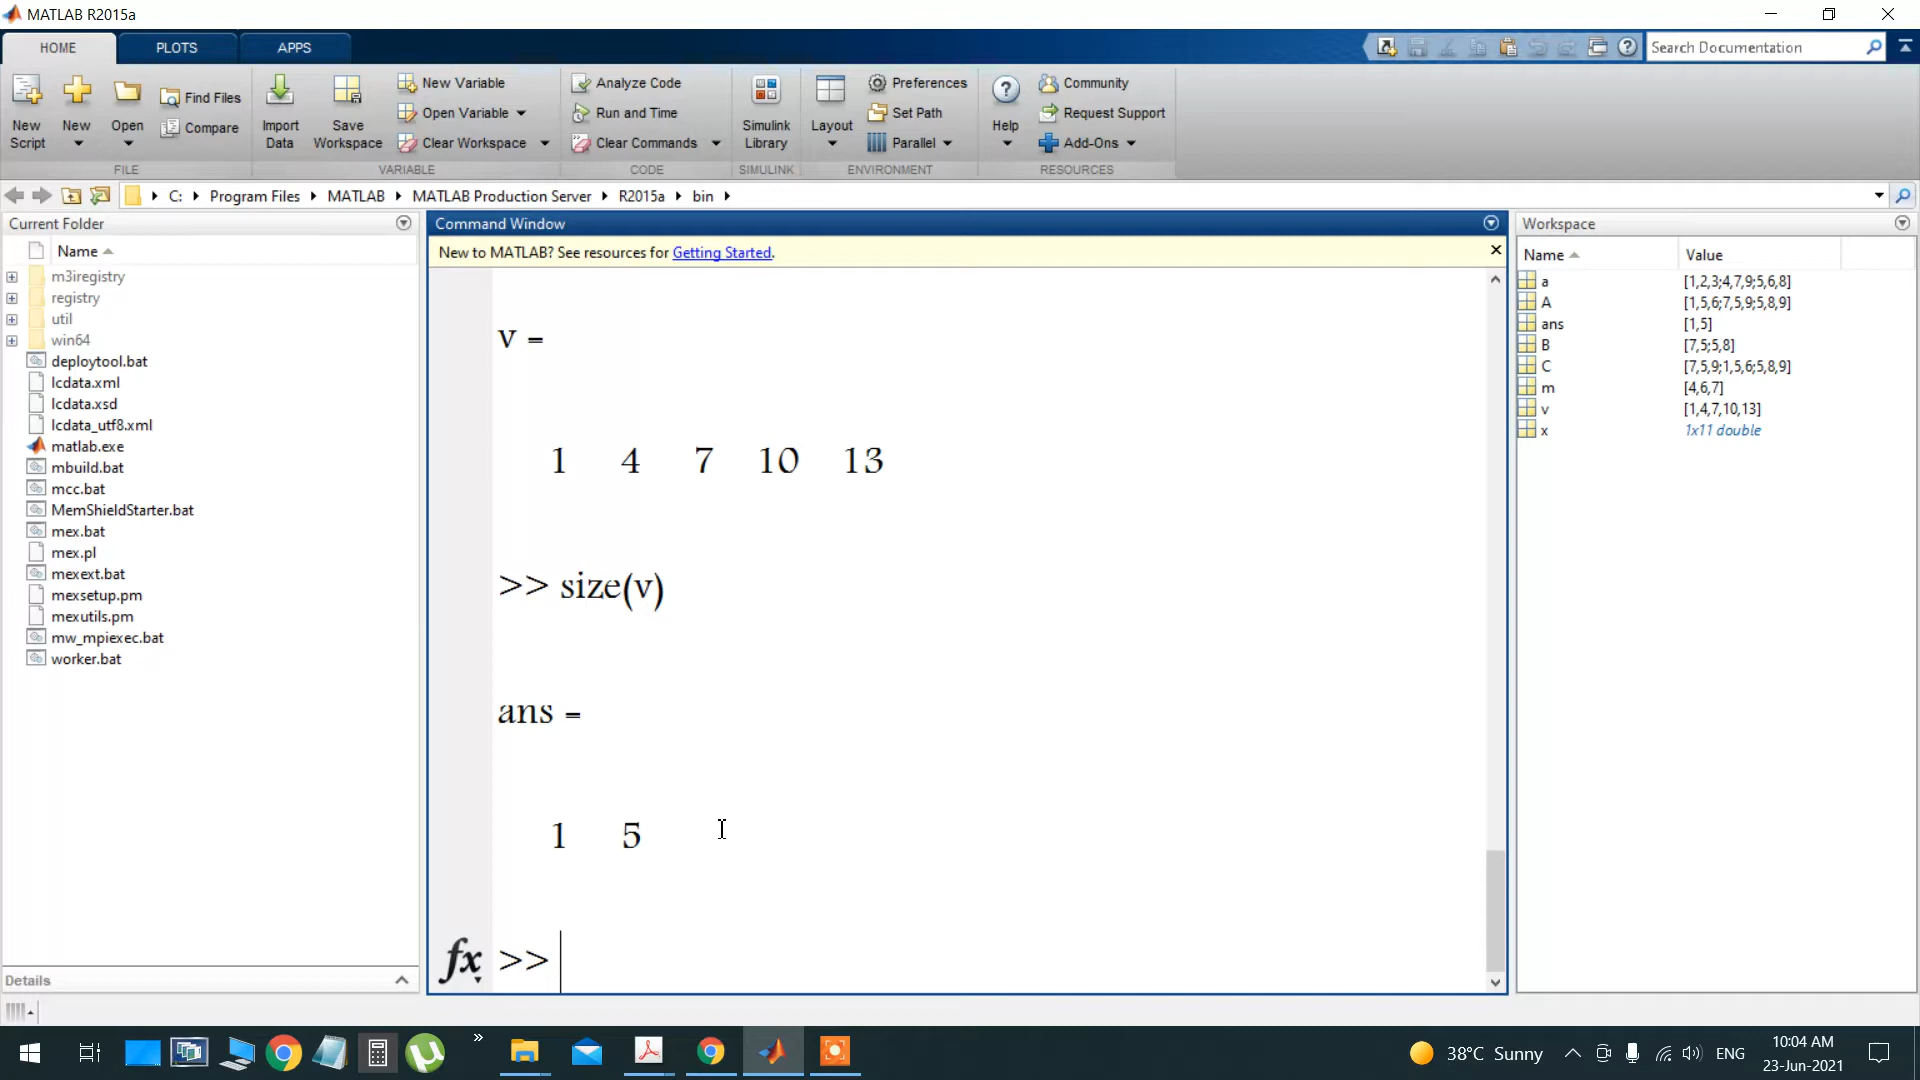 MATLAB R2015a
HOME PLOTS APPS
Search Documentation
New Script
New
Open
Find Files
Compare
Import Data
Save Workspace
New Variable
Open Variable
Clear Workspace
Analyze Code
Run and Time
Clear Commands
Simulink Library
Layout
Preferences
Set Path
Parallel
Help
Community
Request Support
Add-Ons
FILE VARIABLE CODE SIMULINK ENVIRONMENT RESOURCES
C: Program Files MATLAB MATLAB Production Server R2015a bin
Current Folder
Name
m3iregistry
registry
util
win64
deploytool.bat
lcdata.xml
lcdata.xsd
lcdata_utf8.xml
matlab.exe
mbuild.bat
mcc.bat
MemShieldStarter.bat
mex.bat
mex.pl
mexext.bat
mexsetup.pm
mexutils.pm
mw_mpiexec.bat
worker.bat
Details
Command Window
New to MATLAB? See resources for Getting Started.
v =
1 4 7 10 13
>> size(v)
ans =
1 5
fx >>
Workspace
Name Value
a [1,2,3;4,7,9;5,6,8]
A [1,5,6;7,5,9;5,8,9]
ans [1,5]
B [7,5;5,8]
C [7,5,9;1,5,6;5,8,9]
m [4,6,7]
v [1,4,7,10,13]
x 1x11 double
38°C Sunny
ENG
10:04 AM
23-Jun-2021